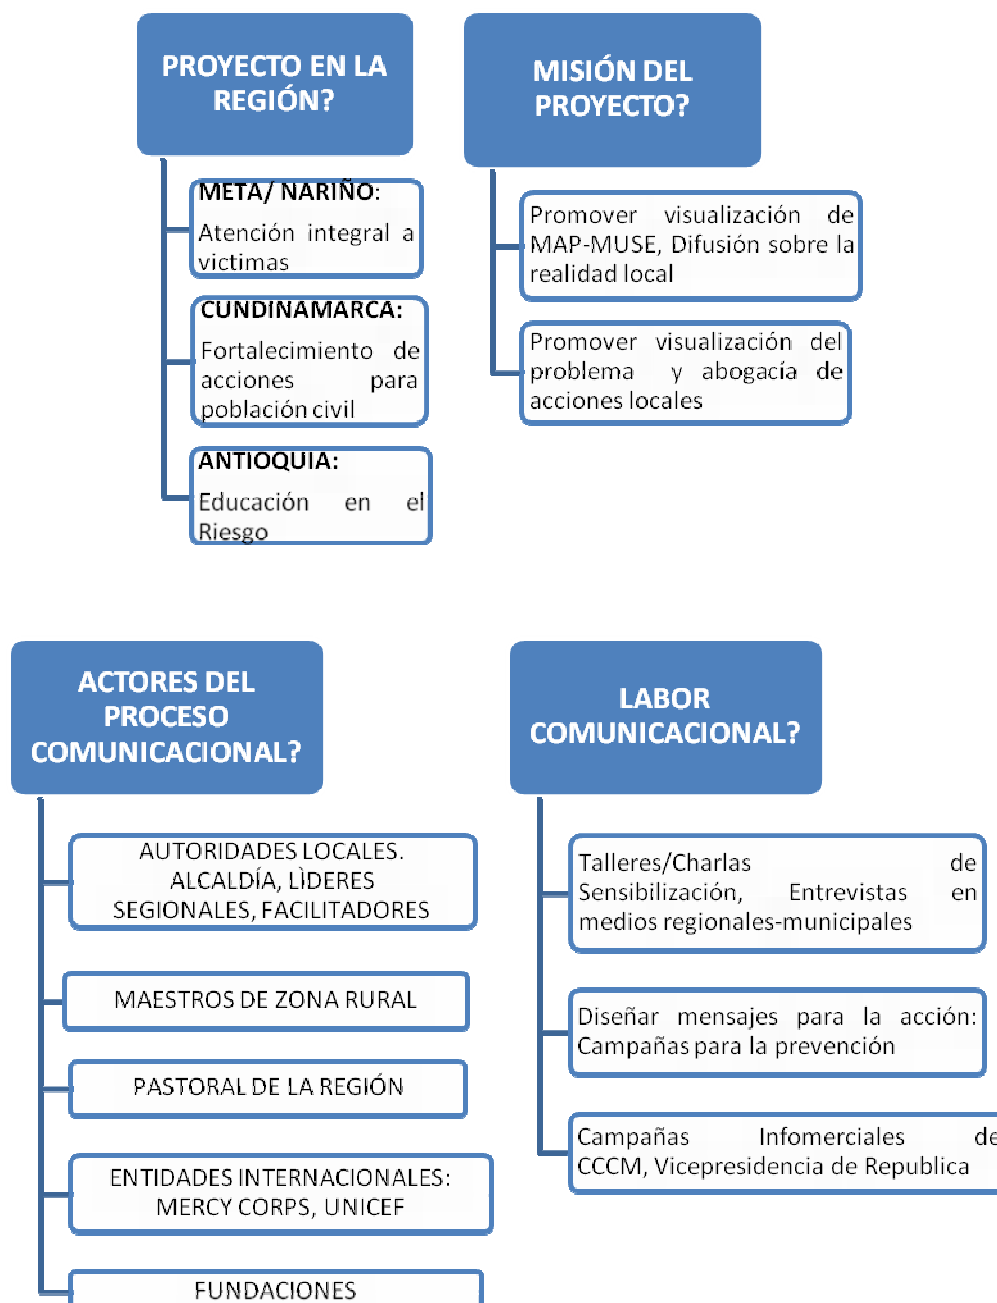 PROYECTO EN LA
REGIÓN?
META/ NARIÑO:
Atención integral a
victimas
CUNDINAMARCA:
Fortalecimiento de
acciones para
población civil
ANTIOQUIA:
Educación en el
Riesgo
MISIÓN DEL
PROYECTO?
Promover visualización de
MAP-MUSE, Difusión sobre la
realidad local
Promover visualización del
problema y abogacía de
acciones locales
ACTORES DEL
PROCESO
COMUNICACIONAL?
AUTORIDADES LOCALES.
ALCALDÍA, LÌDERES
SEGIONALES, FACILITADORES
MAESTROS DE ZONA RURAL
PASTORAL DE LA REGIÓN
ENTIDADES INTERNACIONALES:
MERCY CORPS, UNICEF
FUNDACIONES
LABOR
COMUNICACIONAL?
Talleres/Charlas de
Sensibilización, Entrevistas en
medios regionales-municipales
Diseñar mensajes para la acción:
Campañas para la prevención
Campañas Infomerciales de
CCCM, Vicepresidencia de Republica